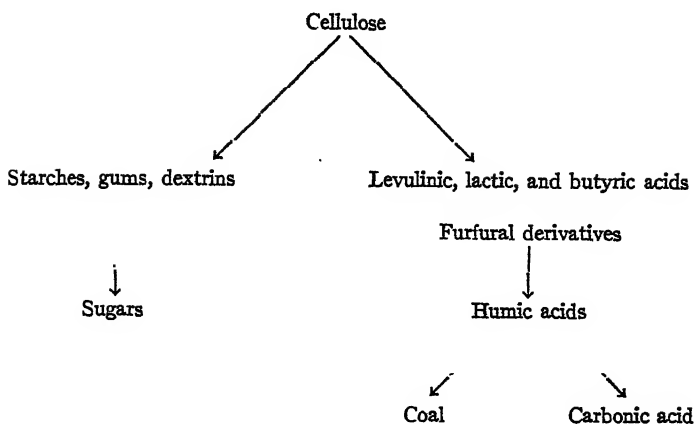 Cellulose
Starches, gums, dextrins
Levulinic, lactic, and butyric acids
Furfural derivatives
Sugars
Humic acids
Coal
Carbonic acid